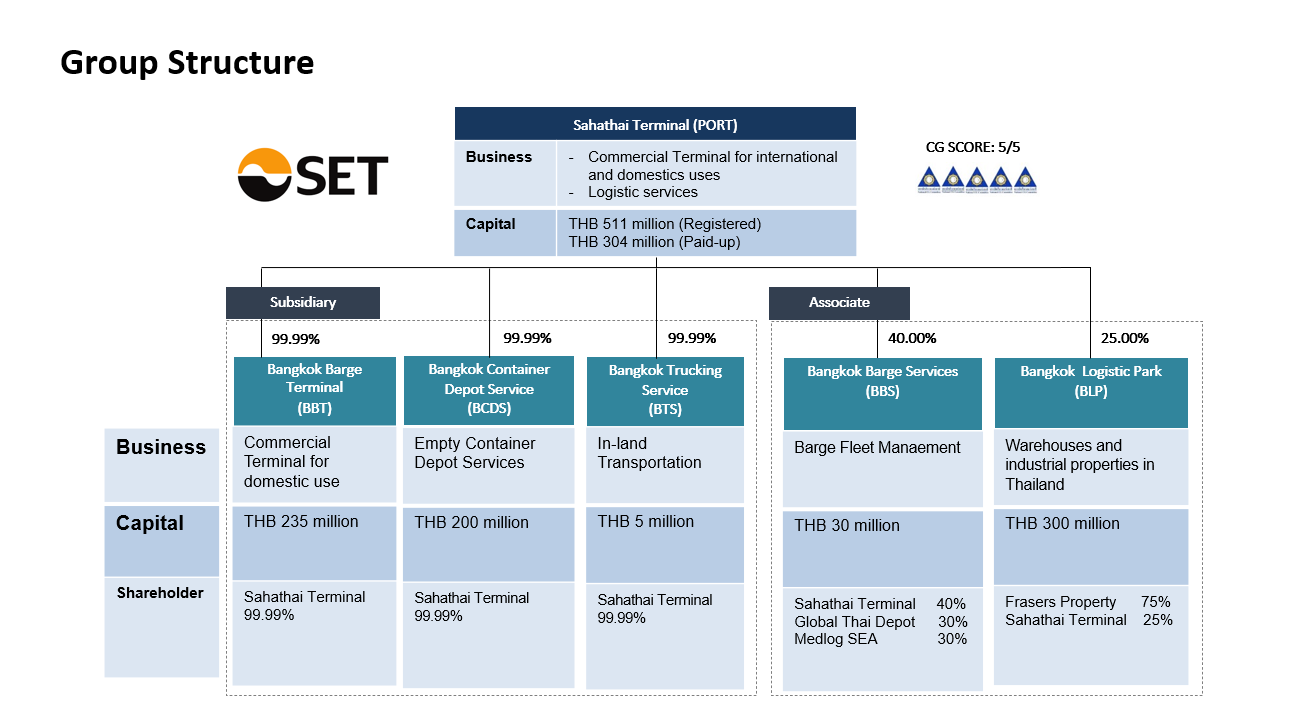 Group Structure
SET
Sahathai Terminal (PORT)
Business
- Commercial Terminal for international
and domestics uses
- Logistic services
Capital
THB 511 million (Registered)
THB 304 million (Paid-up)
CG SCORE: 5/5
Subsidiary
Associate
99.99%
99.99%
99.99%
40.00%
25.00%
Bangkok Barge
Terminal
(BBT)
Bangkok Container
Depot Service
(BCDS)
Bangkok Trucking
Service
(BTS)
Bangkok Barge Services
(BBS)
Bangkok Logistic Park
(BLP)
Business
Commercial
Terminal for
domestic use
Empty Container
Depot Services
In-land
Transportation
Barge Fleet Manaement
Warehouses and
industrial properties in
Thailand
Capital
THB 235 million
THB 200 million
THB 5 million
THB 30 million
THB 300 million
Shareholder
Sahathai Terminal
99.99%
Sahathai Terminal
99.99%
Sahathai Terminal
99.99%
Sahathai Terminal 40%
Global Thai Depot 30%
Medlog SEA 30%
Frasers Property 75%
Sahathai Terminal 25%